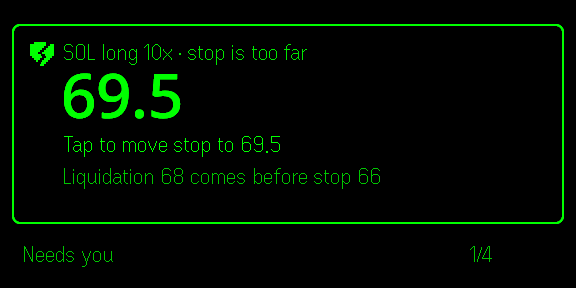 SOL long 10x · stop is too far
69.5
Tap to move stop to 69.5
Liquidation 68 comes before stop 66
Needs you
1/4